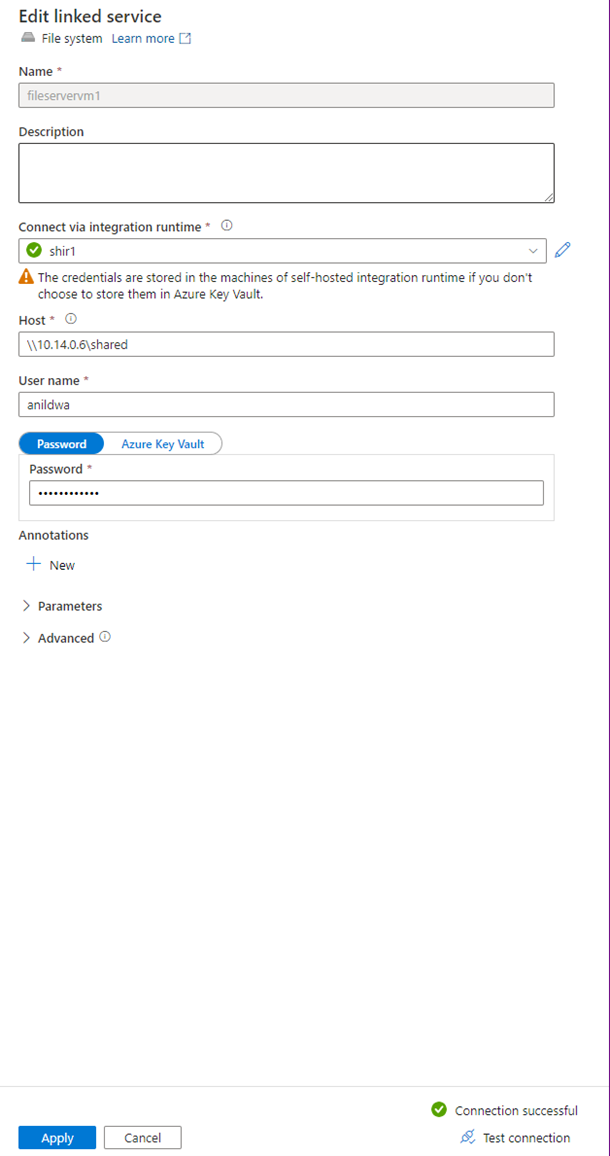 Edit linked service
File system Learn more
Name *
fileservervm1
Description
Connect via integration runtime *
shir1
The credentials are stored in the machines of self-hosted integration runtime if you don't
choose to store them in Azure Key Vault.
Host *
\\10.14.0.6\shared
User name *
anildwa
Password Azure Key Vault
Password *
••••••••••••
Annotations
New
Parameters
Advanced
Connection successful
Apply Cancel Test connection